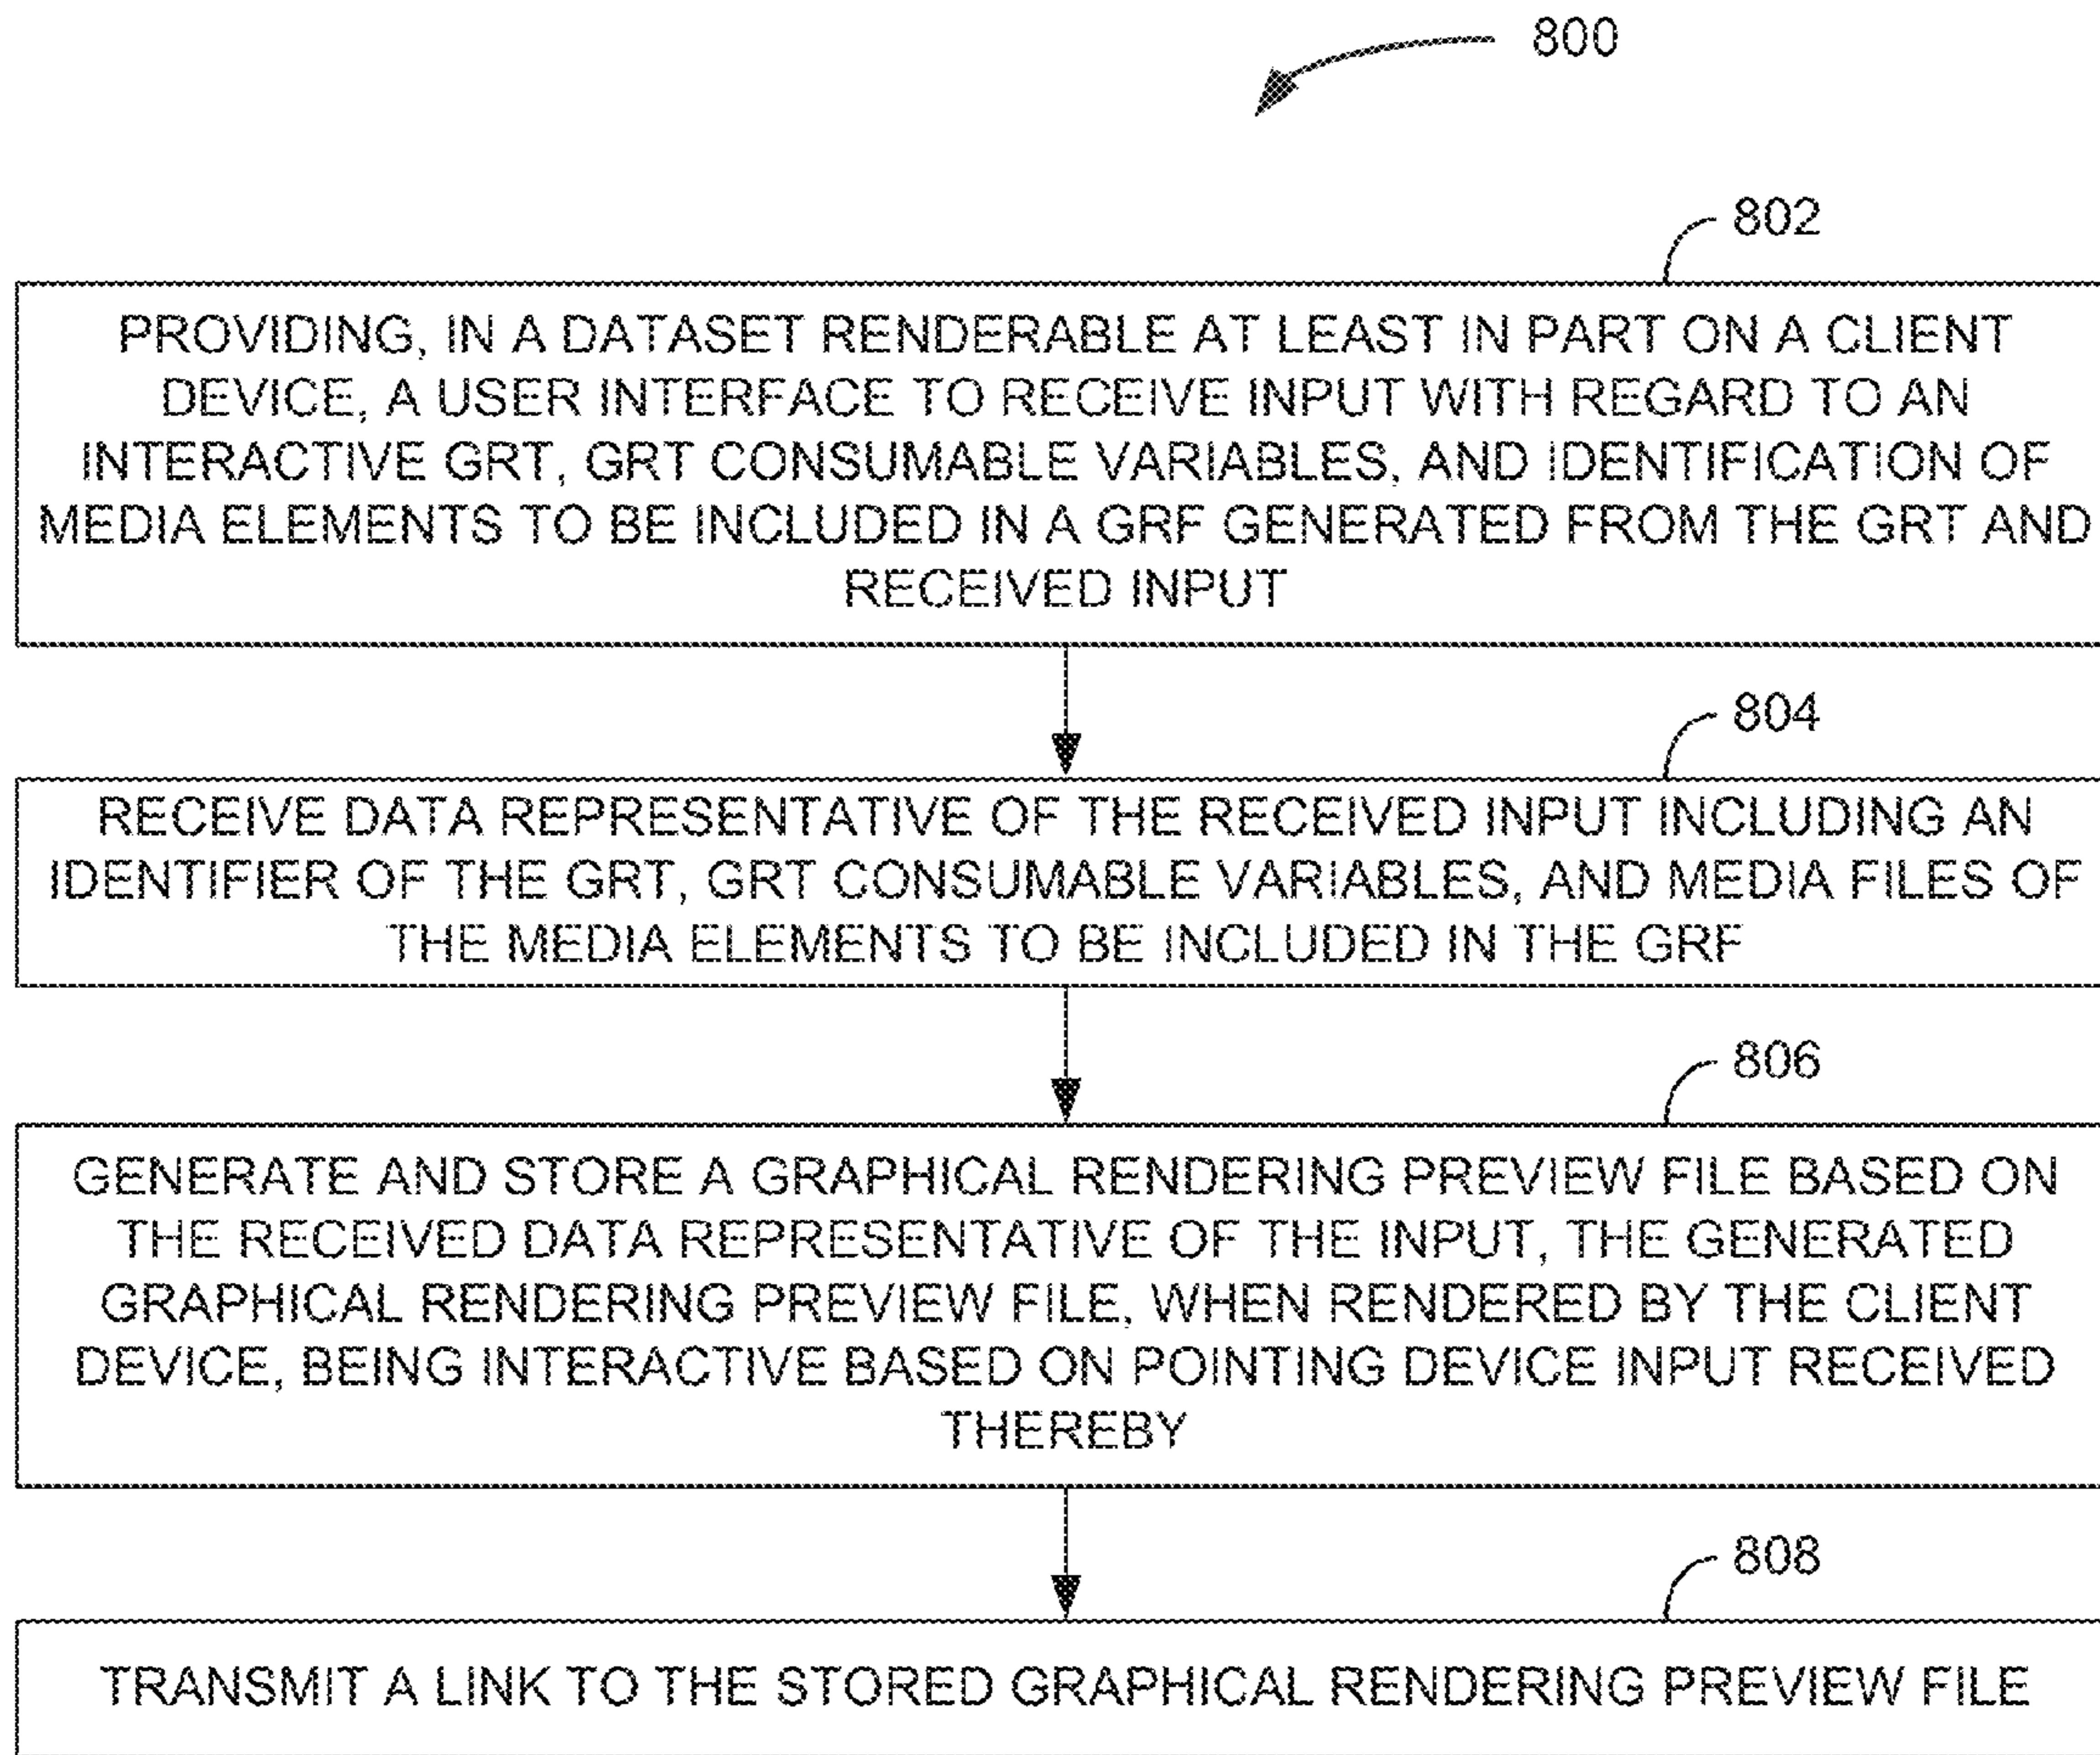 800
802
PROVIDING, IN A DATASET RENDERABLE AT LEAST IN PART ON A CLIENT
DEVICE, A USER INTERFACE TO RECEIVE INPUT WITH REGARD TO AN
INTERACTIVE GRT, GRT CONSUMABLE VARIABLES, AND IDENTIFICATION OF
MEDIA ELEMENTS TO BE INCLUDED IN A GRF GENERATED FROM THE GRT AND
RECEIVED INPUT
804
RECEIVE DATA REPRESENTATIVE OF THE RECEIVED INPUT INCLUDING AN
IDENTIFIER OF THE GRT, GRT CONSUMABLE VARIABLES, AND MEDIA FILES OF
THE MEDIA ELEMENTS TO BE INCLUDED IN THE GRF
806
GENERATE AND STORE A GRAPHICAL RENDERING PREVIEW FILE BASED ON
THE RECEIVED DATA REPRESENTATIVE OF THE INPUT, THE GENERATED
GRAPHICAL RENDERING PREVIEW FILE, WHEN RENDERED BY THE CLIENT
DEVICE, BEING INTERACTIVE BASED ON POINTING DEVICE INPUT RECEIVED
THEREBY
808
TRANSMIT A LINK TO THE STORED GRAPHICAL RENDERING PREVIEW FILE